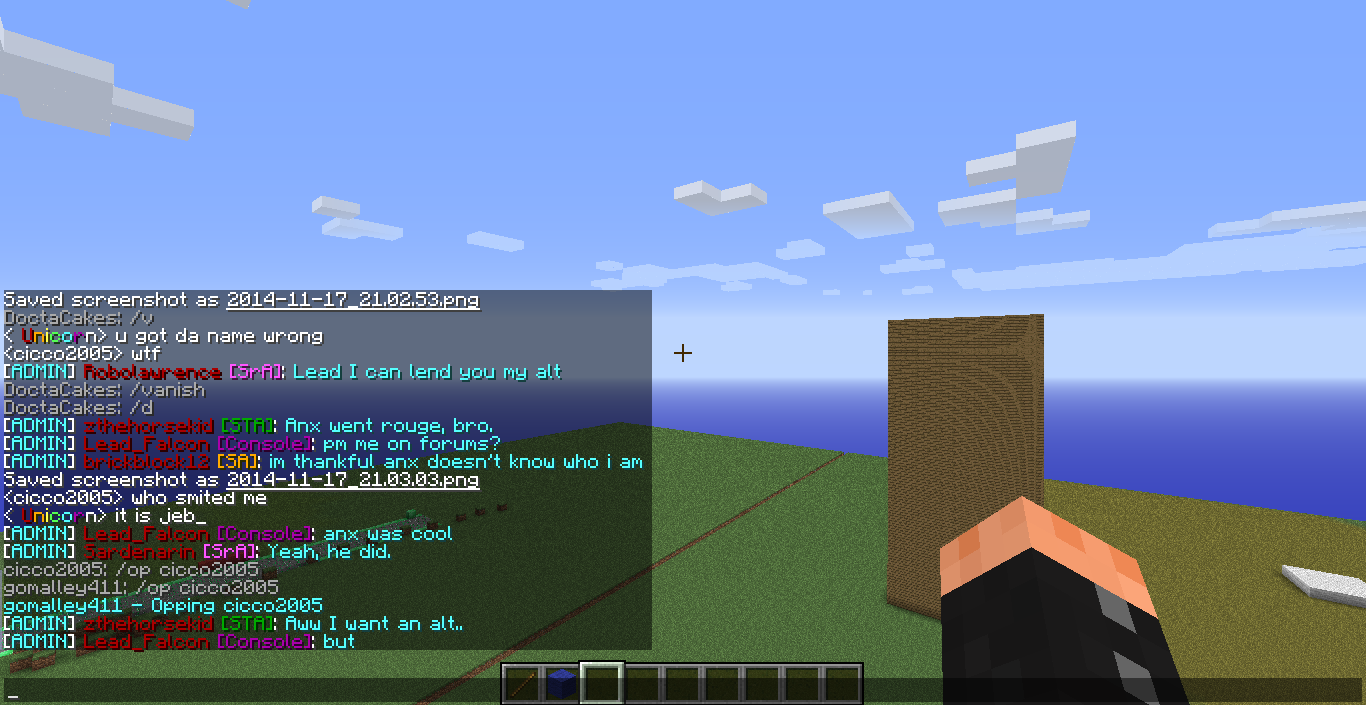 Saved screenshot as 2014-11-17_21.02.53.png
DoctaCakes: /v
< Unicorn> u got da name wrong
<cicco2005> wtf
[ADMIN] Robolawrence [SrA]: Lead I can lend you my alt
DoctaCakes: /vanish
DoctaCakes: /d
[ADMIN] zthehorsekid [STA]: Anx went rouge, bro.
[ADMIN] Lead_Falcon [Console]: pm me on forums?
[ADMIN] brickblock12 [SA]: im thankful anx doesn't know who i am
Saved screenshot as 2014-11-17_21.03.03.png
<cicco2005> who smited me
< Unicorn> it is jeb_
[ADMIN] Lead_Falcon [Console]: anx was cool
[ADMIN] Sardenarin [SrA]: Yeah, he did.
cicco2005: /op cicco2005
gomalley411: /op cicco2005
gomalley411 - Opping cicco2005
[ADMIN] zthehorsekid [STA]: Aww I want an alt..
[ADMIN] Lead_Falcon [Console]: but
_